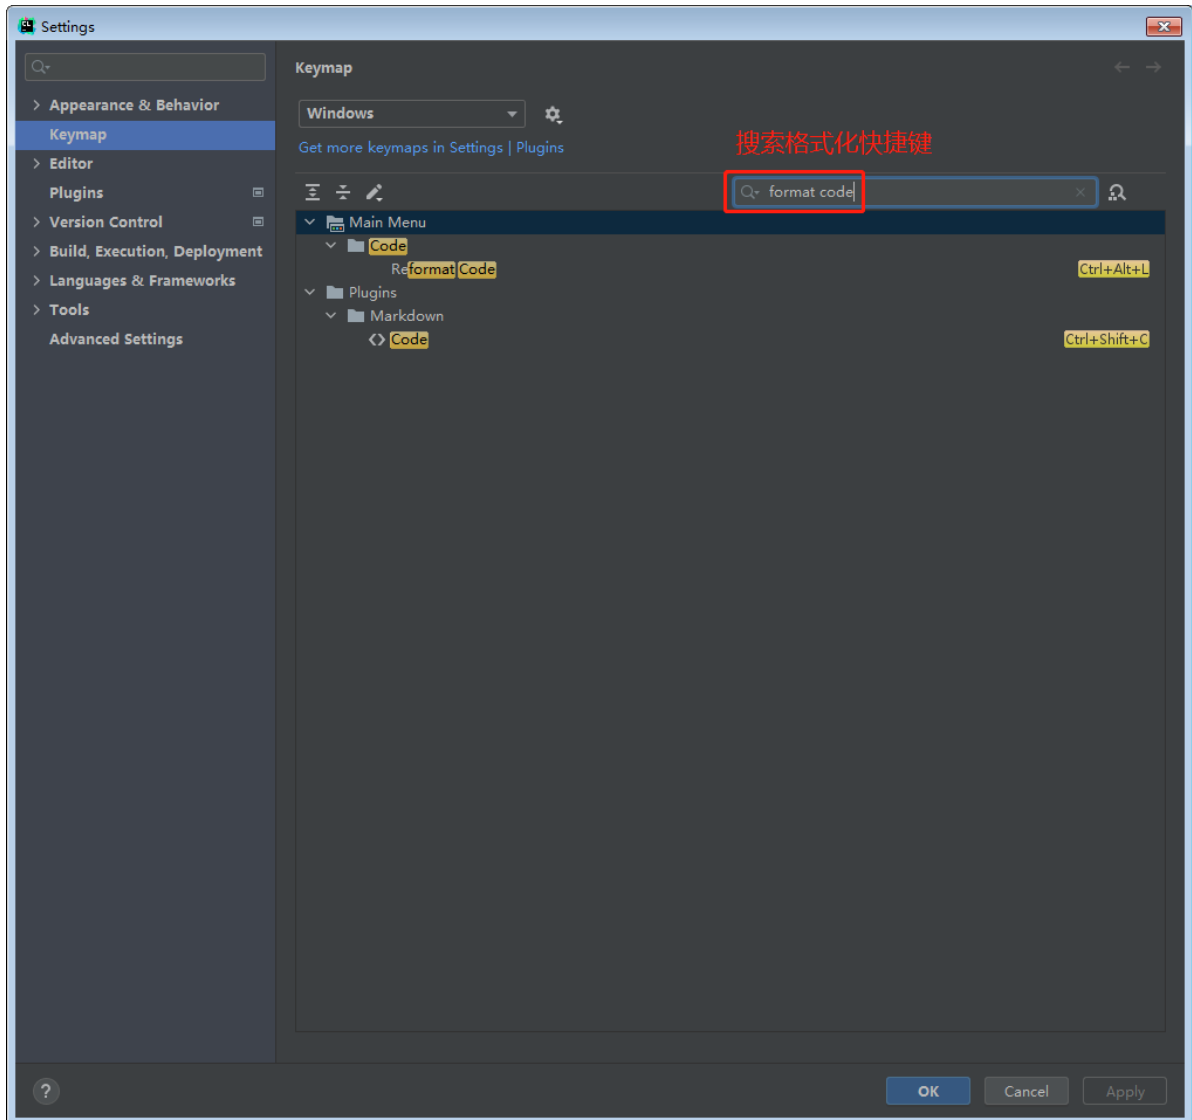 CL Settings
Keymap
Appearance & Behavior
Keymap
Editor
Plugins
Version Control
Build, Execution, Deployment
Languages & Frameworks
Tools
Advanced Settings
Windows
Get more keymaps in Settings | Plugins
搜索格式化快捷键
format code
Main Menu
Code
Reformat Code Ctrl+Alt+L
Plugins
Markdown
<> Code Ctrl+Shift+C
?
OK Cancel Apply